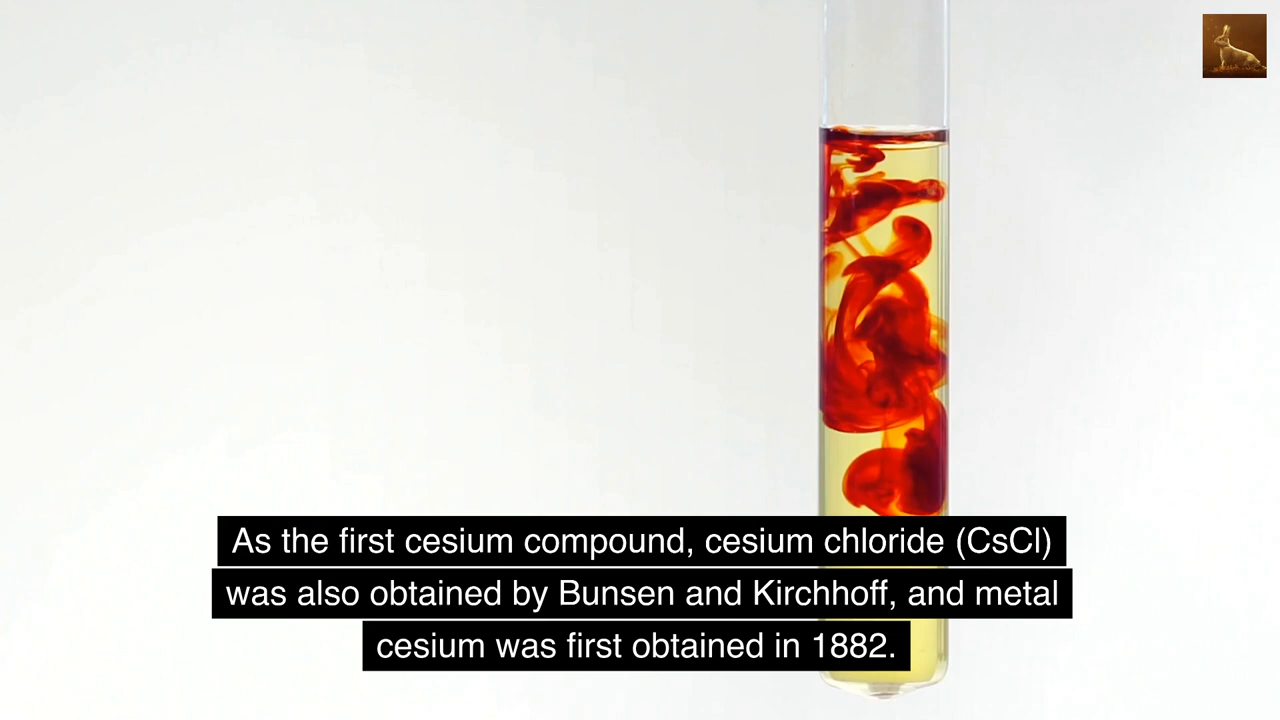 As the first cesium compound, cesium chloride (CsCl)
was also obtained by Bunsen and Kirchhoff, and metal
cesium was first obtained in 1882.